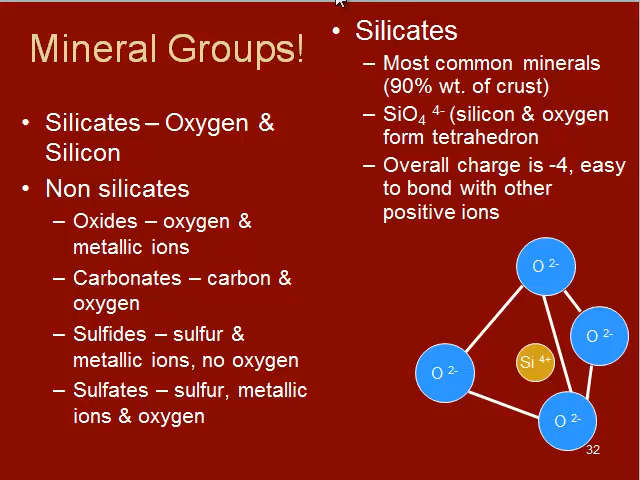 Mineral Groups!
• Silicates – Oxygen &
Silicon
• Non silicates
– Oxides – oxygen &
metallic ions
– Carbonates – carbon &
oxygen
– Sulfides – sulfur &
metallic ions, no oxygen
– Sulfates – sulfur, metallic
ions & oxygen
• Silicates
– Most common minerals
(90% wt. of crust)
– SiO₄ ⁴⁻ (silicon & oxygen
form tetrahedron
– Overall charge is -4, easy
to bond with other
positive ions
O ²⁻
O ²⁻
Si ⁴⁺
O ²⁻
O ²⁻
32